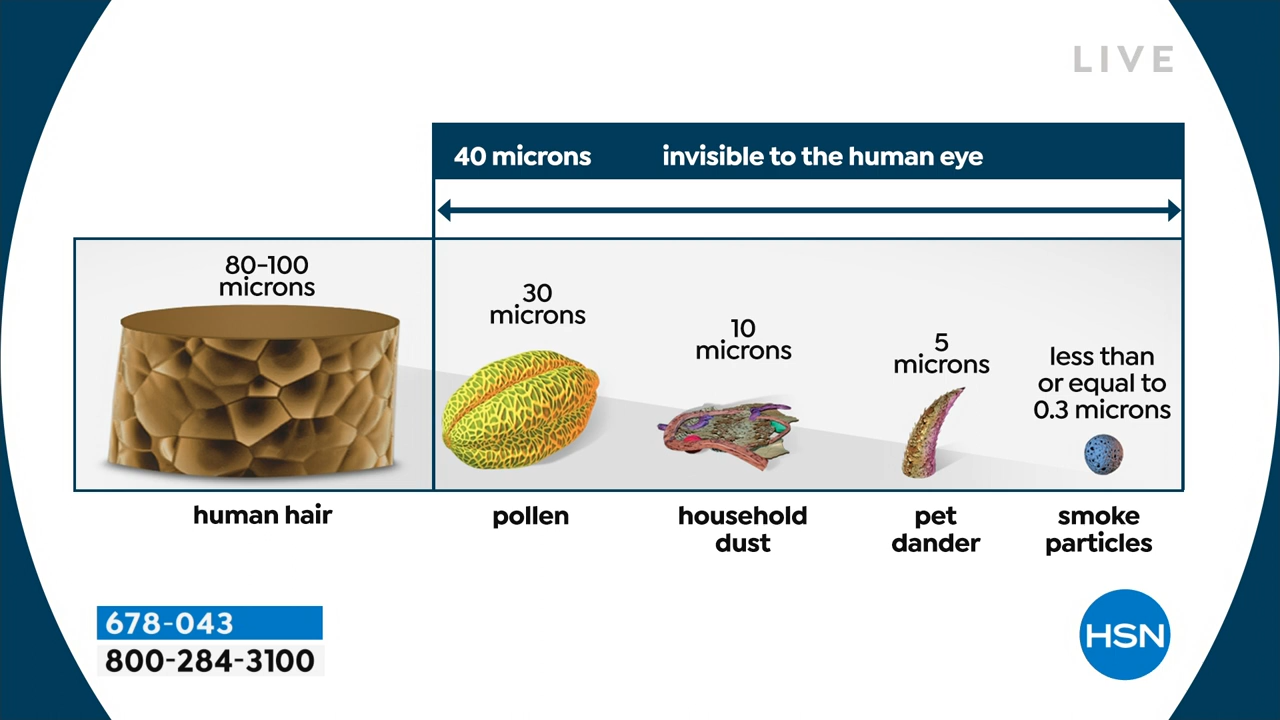 LIVE
40 microns invisible to the human eye
80-100
microns
30
microns
10
microns
5
microns
less than
or equal to
0.3 microns
human hair
pollen
household
dust
pet
dander
smoke
particles
678-043
800-284-3100
HSN